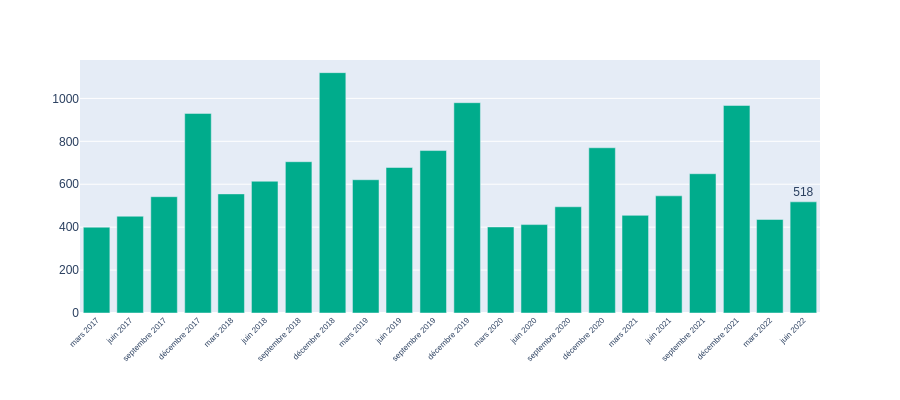 1000
800
600
400
200
0
518
mars 2017
juin 2017
septembre 2017
décembre 2017
mars 2018
juin 2018
septembre 2018
décembre 2018
mars 2019
juin 2019
septembre 2019
décembre 2019
mars 2020
juin 2020
septembre 2020
décembre 2020
mars 2021
juin 2021
septembre 2021
décembre 2021
mars 2022
juin 2022